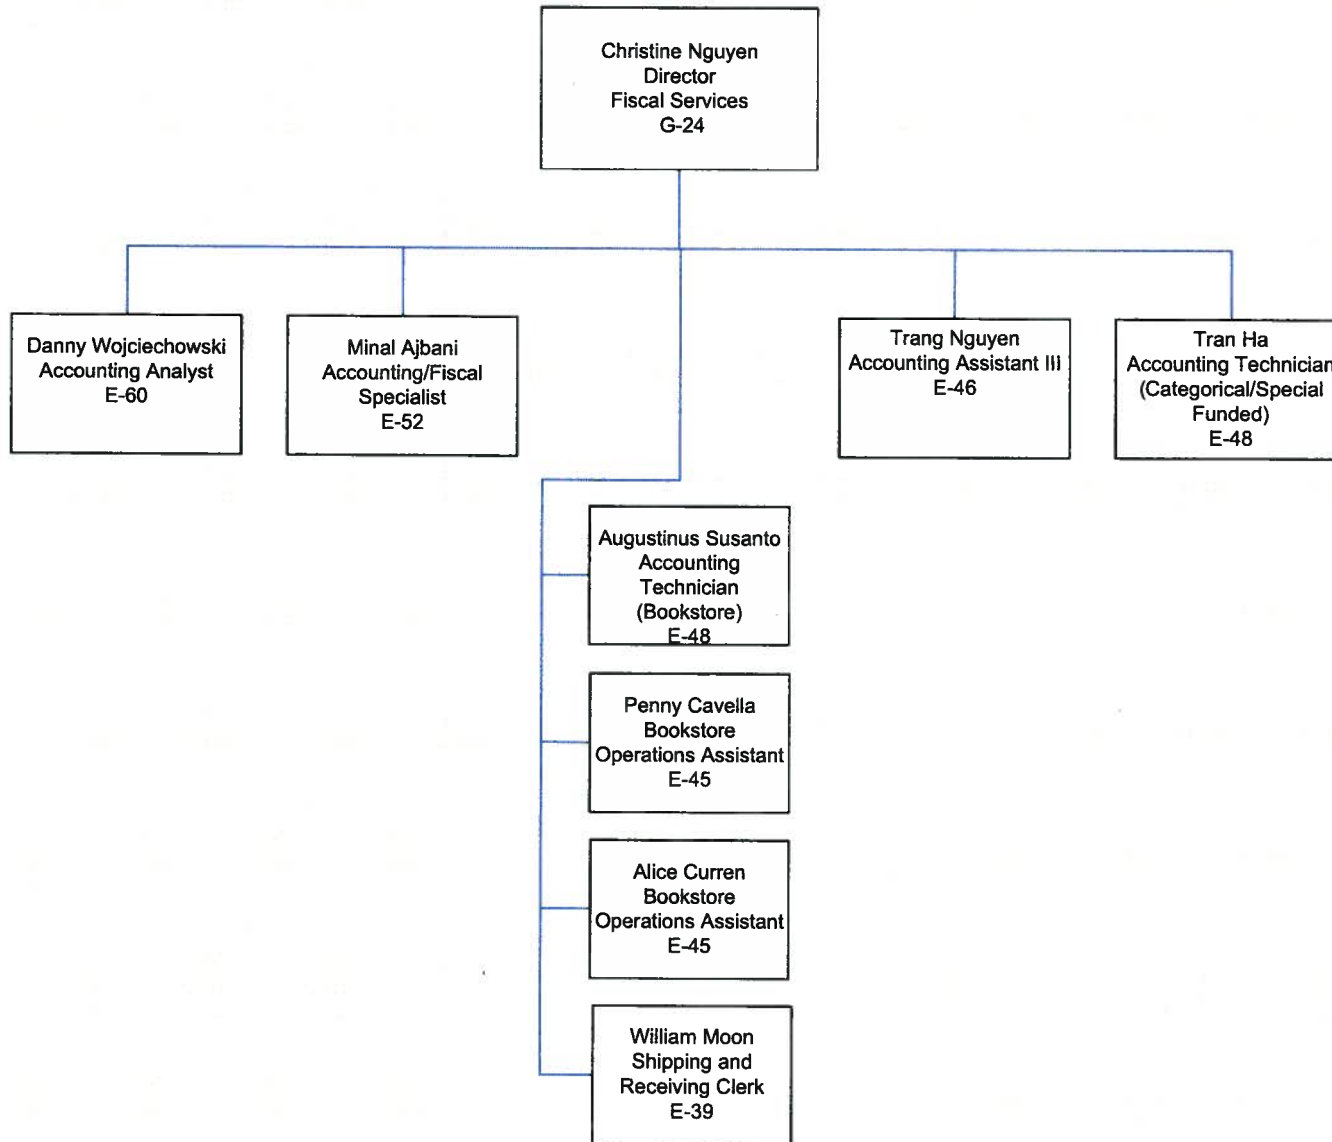 Christine Nguyen
Director
Fiscal Services
G-24
Danny Wojciechowski
Accounting Analyst
E-60
Minal Ajbani
Accounting/Fiscal
Specialist
E-52
Trang Nguyen
Accounting Assistant III
E-46
Tran Ha
Accounting Technician
(Categorical/Special
Funded)
E-48
Augustinus Susanto
Accounting
Technician
(Bookstore)
E-48
Penny Cavella
Bookstore
Operations Assistant
E-45
Alice Curren
Bookstore
Operations Assistant
E-45
William Moon
Shipping and
Receiving Clerk
E-39